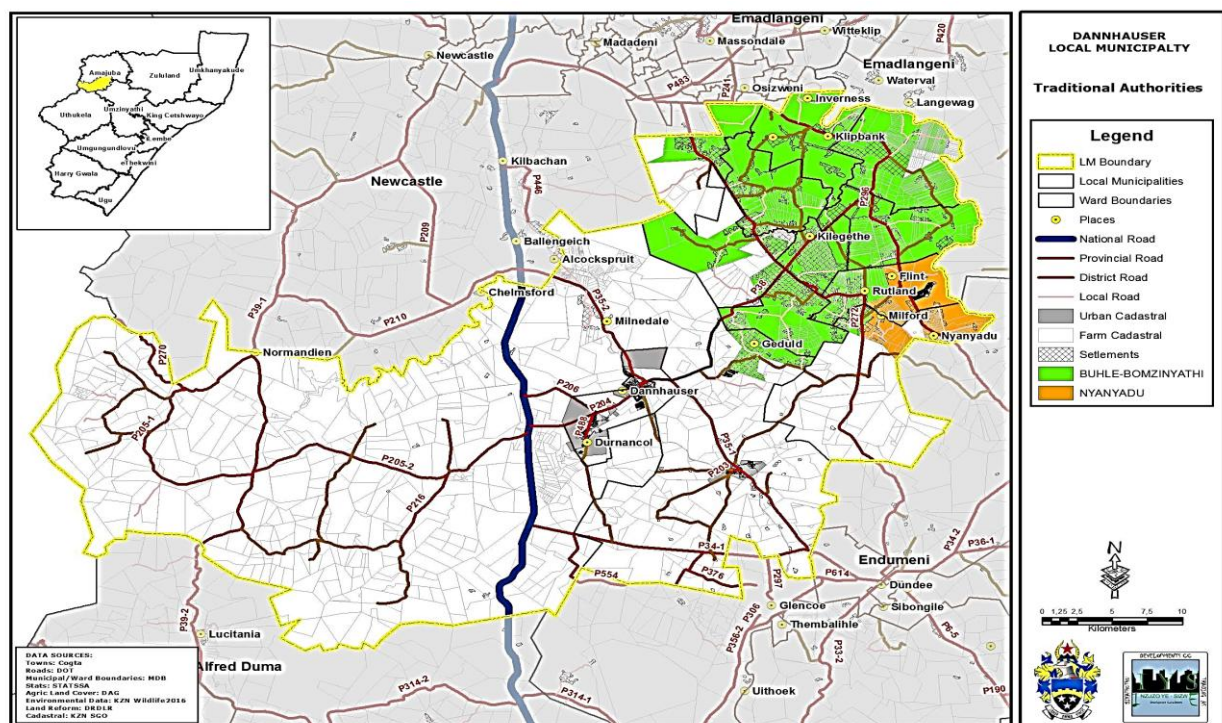 DANNHAUSER
LOCAL MUNICIPALTY
Traditional Authorities
Legend
LM Boundary
Local Municipalities
Ward Boundaries
Places
National Road
Provincial Road
District Road
Local Road
Urban Cadastral
Farm Cadastral
Setlements
BUHLE-BOMZINYATHI
NYANYADU
N
0 1,25 2,5 5 7,5 10
Kilometers
Amajuba
Zululand
Umkhanyakude
Uthukela
Umzinyathi
King Cetshwayo
iLembe
Umgungundlovu
eThekwini
Harry Gwala
Ugu
Emadlangeni
Newcastle
Madadeni
Massondale
Witteklip
P420
Emadlangeni
Waterval
P483
P241
Osizweni
Inverness
Langewag
Klipbank
Kilbachan
P446
Newcastle
P209
P296
Ballengeich
Kilegethe
Alcockspruit
Flint
Chelmsford
P38
Rutland
P39-1
P210
P35-2
Milnedale
P272
Milford
Nyanyadu
Normandien
Geduld
P270
P206
Dannhauser
P204
P205-1
P488
Durnancol
P205-2
P35-1
P203
P216
P34-1
P34-2
P36-1
Endumeni
P376
P554
P297
P614
Dundee
Glencoe
Sibongile
P306
Thembalihle
P39-2
P356-2
P33-2
P6-5
Lucitania
Alfred Duma
Uithoek
P314-2
P314-1
P190
DATA SOURCES:
Towns: Cogta
Roads: DOT
Municipal/Ward Boundaries: MDB
Stats: STATSSA
Agric Land Cover: DAG
Environmental Data: KZN Wildlife2016
Land Reform: DRDLR
Cadastral: KZN SGO